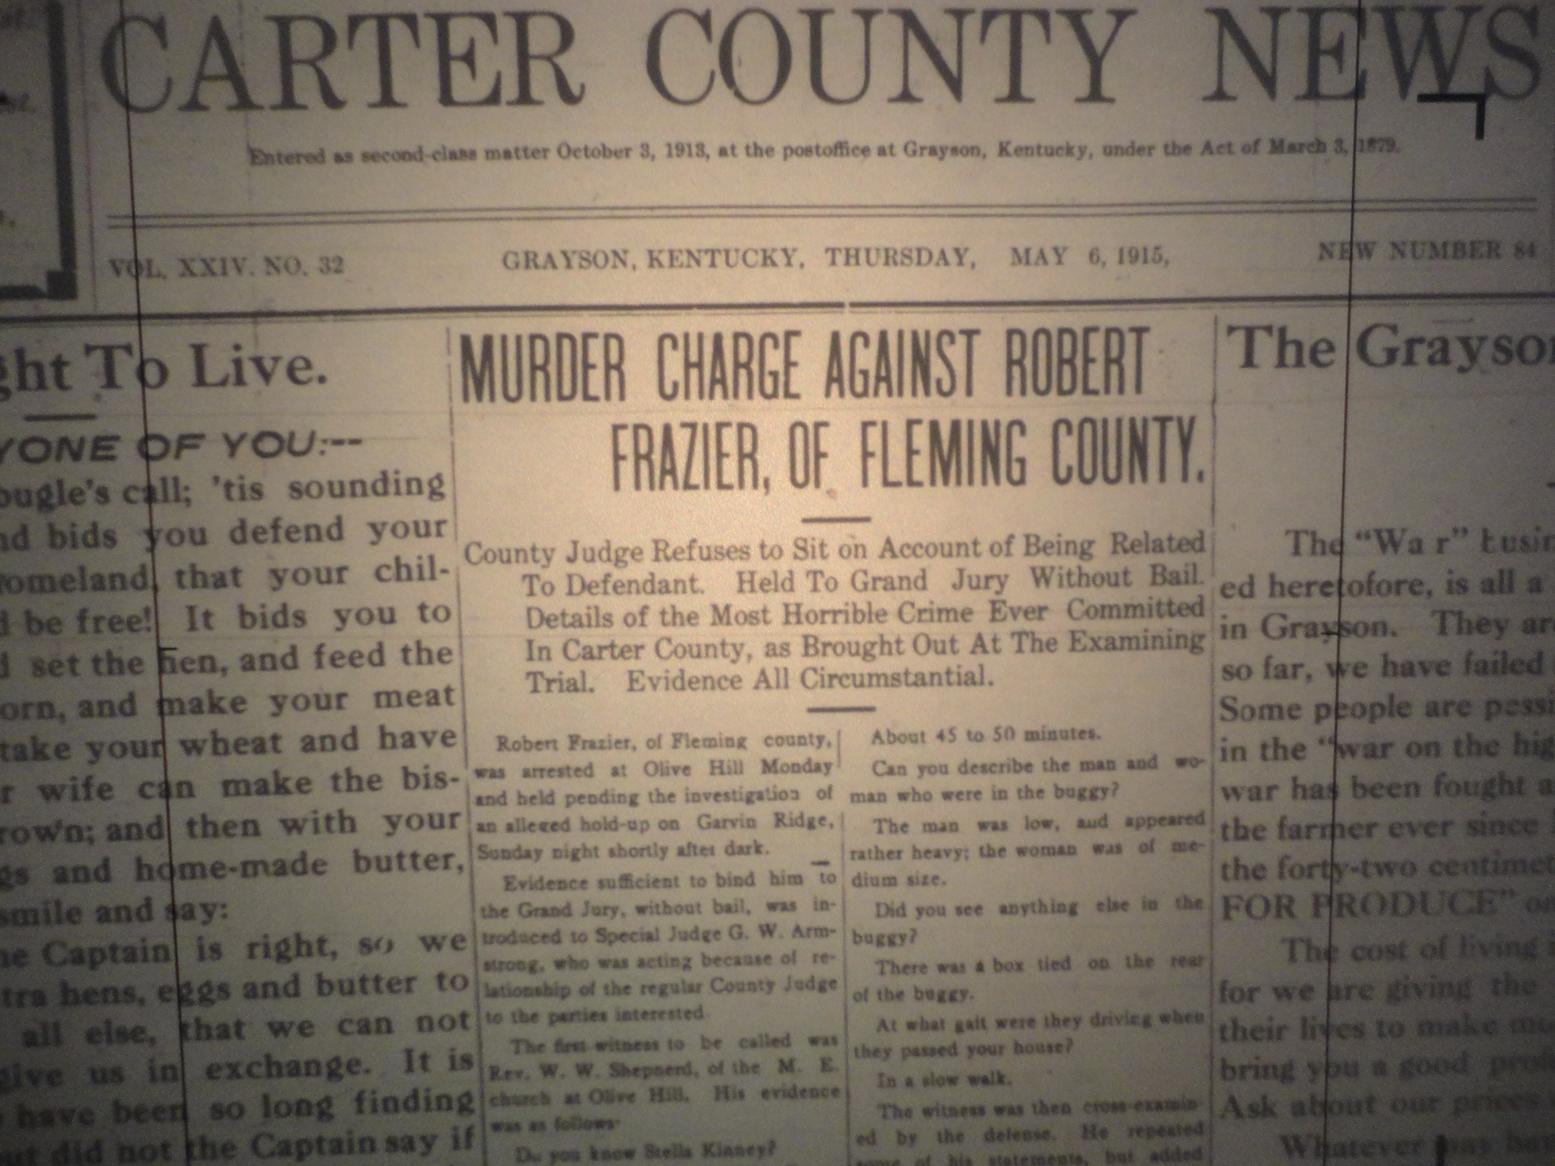 CARTER COUNTY NEWS
Entered as second-class matter October 3, 1913, at the postoffice at Grayson, Kentucky, under the Act of March 3, 1879.
VOL. XXIV. NO. 32 GRAYSON, KENTUCKY, THURSDAY, MAY 6, 1915, NEW NUMBER 84
ght To Live.
YONE OF YOU:--
bugle's call; 'tis sounding
nd bids you defend your
omeland, that your chil-
d be free! It bids you to
d set the hen, and feed the
orn, and make your meat
take your wheat and have
r wife can make the bis-
rown; and then with your
gs and home-made butter,
smile and say:
he Captain is right, so we
tra hens, eggs and butter to
all else, that we can not
give us in exchange. It is
have been so long finding
ut did not the Captain say if
MURDER CHARGE AGAINST ROBERT
FRAZIER, OF FLEMING COUNTY.
County Judge Refuses to Sit on Account of Being Related
To Defendant. Held To Grand Jury Without Bail.
Details of the Most Horrible Crime Ever Committed
In Carter County, as Brought Out At The Examining
Trial. Evidence All Circumstantial.
Robert Frazier, of Fleming county,
was arrested at Olive Hill Monday
and held pending the investigation of
an alleged hold-up on Garvin Ridge,
Sunday night shortly after dark.
Evidence sufficient to bind him to
the Grand Jury, without bail, was in-
troduced to Special Judge G. W. Arm-
strong, who was acting because of re-
lationship of the regular County Judge
to the parties interested.
The first witness to be called was
Rev. W. W. Shepherd, of the M. E.
church at Olive Hill. His evidence
was as follows:
Do you know Stella Kinney?
About 45 to 50 minutes.
Can you describe the man and wo-
man who were in the buggy?
The man was low, aud appeared
rather heavy; the woman was of me-
dium size.
Did you see anything else in the
buggy?
There was a box tied on the rear
of the buggy.
At what gait were they driving when
they passed your house?
In a slow walk.
The witness was then cross-examin-
ed by the defense. He repeated
some of his statements, but added
The Grayso
The "Wa r" busin
ed heretofore, is all a
in Grayson. They are
so far, we have failed
Some people are pessi
in the "war on the hig
war has been fought a
the farmer ever since
the forty-two centimet
FOR PRODUCE" on
The cost of living i
for we are giving the
their lives to make mo
bring you a good
Ask about our prices
Whatever may